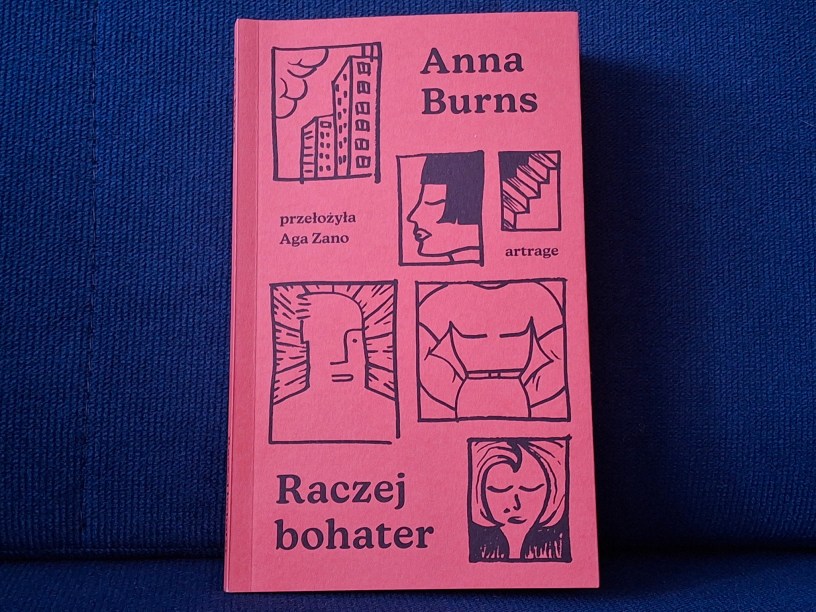 Anna
Burns
przełożyła
Aga Zano
artrage
Raczej
bohater